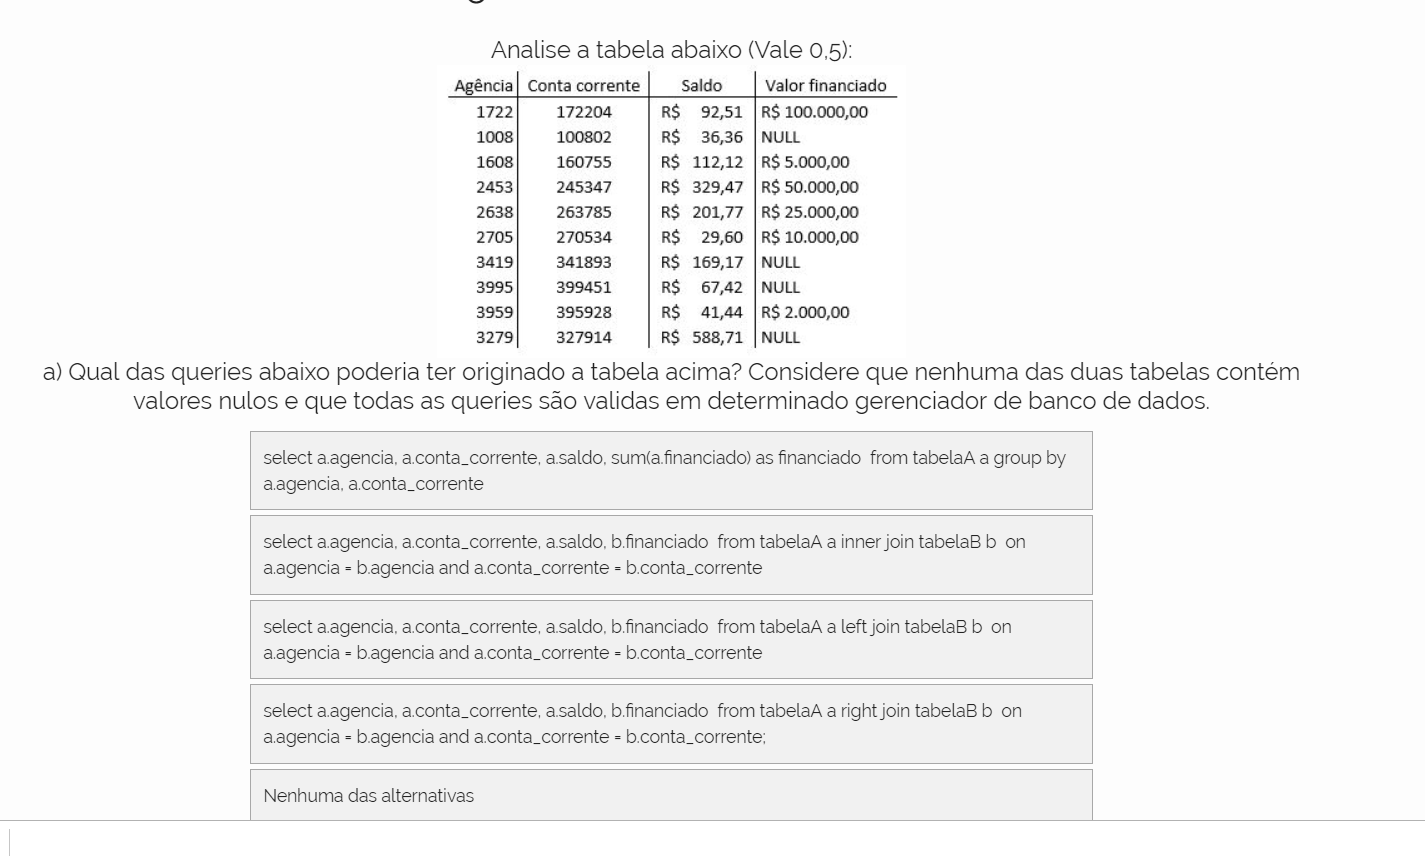 Analise a tabela abaixo (Vale 0,5):
Agência Conta corrente Saldo Valor financiado
1722 172204 R$ 92,51 R$ 100.000,00
1008 100802 R$ 36,36 NULL
1608 160755 R$ 112,12 R$ 5.000,00
2453 245347 R$ 329,47 R$ 50.000,00
2638 263785 R$ 201,77 R$ 25.000,00
2705 270534 R$ 29,60 R$ 10.000,00
3419 341893 R$ 169,17 NULL
3995 399451 R$ 67,42 NULL
3959 395928 R$ 41,44 R$ 2.000,00
3279 327914 R$ 588,71 NULL
a) Qual das queries abaixo poderia ter originado a tabela acima? Considere que nenhuma das duas tabelas contém
valores nulos e que todas as queries são validas em determinado gerenciador de banco de dados.
select a.agencia, a.conta_corrente, a.saldo, sum(a.financiado) as financiado from tabelaA a group by
a.agencia, a.conta_corrente
select a.agencia, a.conta_corrente, a.saldo, b.financiado from tabelaA a inner join tabelaB b on
a.agencia = b.agencia and a.conta_corrente = b.conta_corrente
select a.agencia, a.conta_corrente, a.saldo, b.financiado from tabelaA a left join tabelaB b on
a.agencia = b.agencia and a.conta_corrente = b.conta_corrente
select a.agencia, a.conta_corrente, a.saldo, b.financiado from tabelaA a right join tabelaB b on
a.agencia = b.agencia and a.conta_corrente = b.conta_corrente;
Nenhuma das alternativas